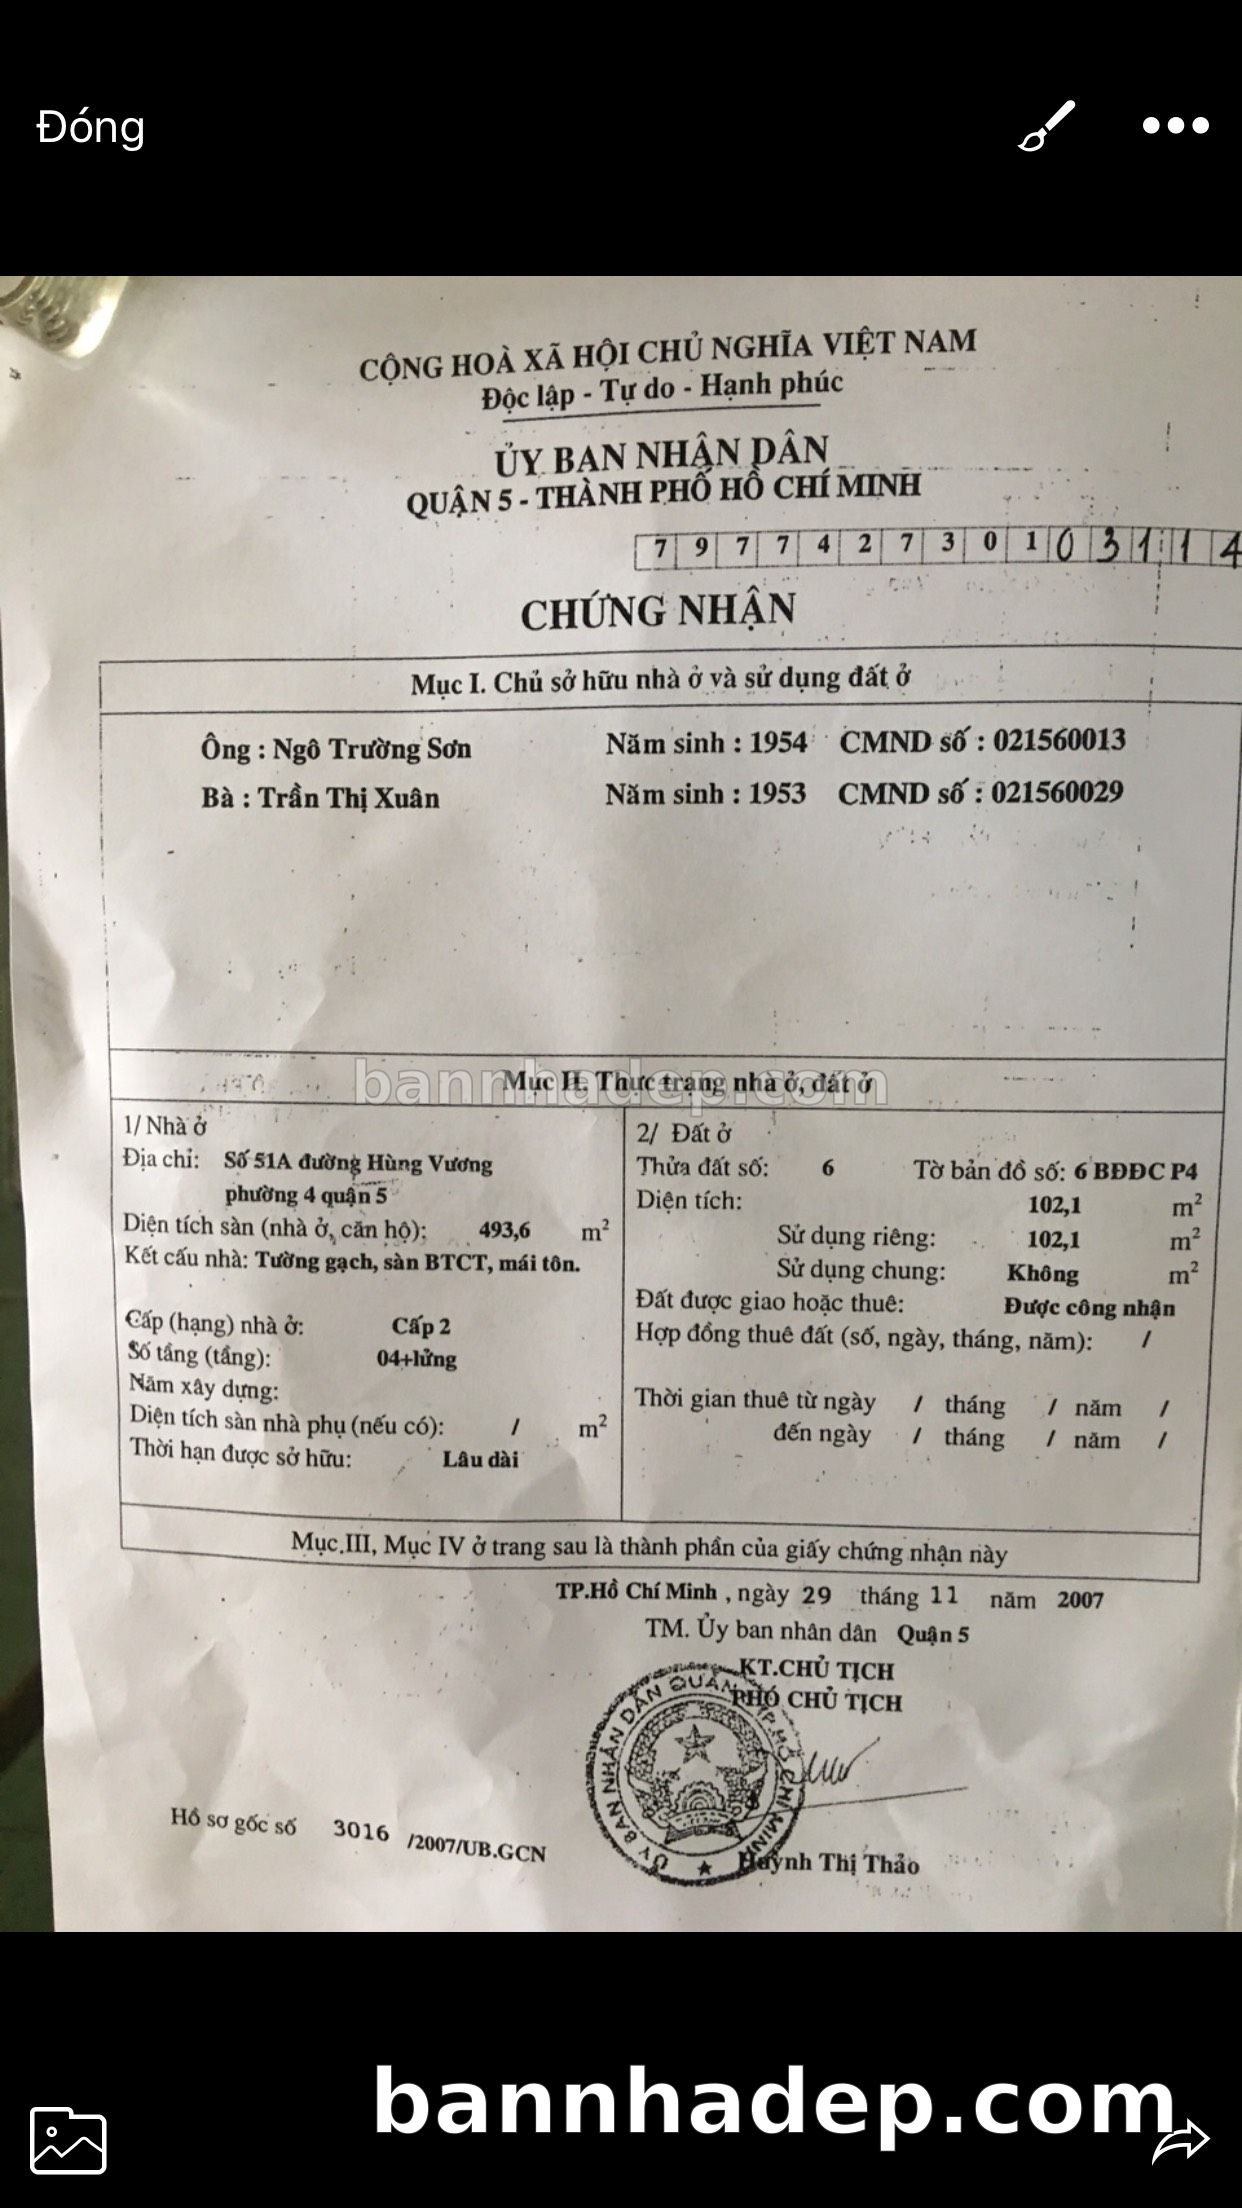 Đóng
CỘNG HOÀ XÃ HỘI CHỦ NGHĨA VIỆT NAM
Độc lập - Tự do - Hạnh phúc
ỦY BAN NHÂN DÂN
QUẬN 5 - THÀNH PHỐ HỒ CHÍ MINH
7 9 7 7 4 2 7 3 0 1 0 3 1 1 4
CHỨNG NHẬN
Mục I. Chủ sở hữu nhà ở và sử dụng đất ở
Ông : Ngô Trường Sơn Năm sinh : 1954 CMND số : 021560013
Bà : Trần Thị Xuân Năm sinh : 1953 CMND số : 021560029
bannhadep.com
Mục II. Thực trạng nhà ở, đất ở
1/ Nhà ở
Địa chỉ: Số 51A đường Hùng Vương
phường 4 quận 5
Diện tích sàn (nhà ở, căn hộ): 493,6 m²
Kết cấu nhà: Tường gạch, sàn BTCT, mái tôn.
Cấp (hạng) nhà ở: Cấp 2
Số tầng (tầng): 04+lửng
Năm xây dựng:
Diện tích sàn nhà phụ (nếu có): / m²
Thời hạn được sở hữu: Lâu dài
2/ Đất ở
Thửa đất số: 6 Tờ bản đồ số: 6 BĐĐC P4
Diện tích: 102,1 m²
Sử dụng riêng: 102,1 m²
Sử dụng chung: Không m²
Đất được giao hoặc thuê: Được công nhận
Hợp đồng thuê đất (số, ngày, tháng, năm): /
Thời gian thuê từ ngày / tháng / năm /
đến ngày / tháng / năm /
Mục III, Mục IV ở trang sau là thành phần của giấy chứng nhận này
TP.Hồ Chí Minh , ngày 29 tháng 11 năm 2007
TM. Ủy ban nhân dân Quận 5
KT.CHỦ TỊCH
PHÓ CHỦ TỊCH
ỦY BAN NHÂN DÂN QUẬN TP.HỒ CHÍ MINH
Huỳnh Thị Thảo
Hồ sơ gốc số 3016 /2007/UB.GCN
bannhadep.com